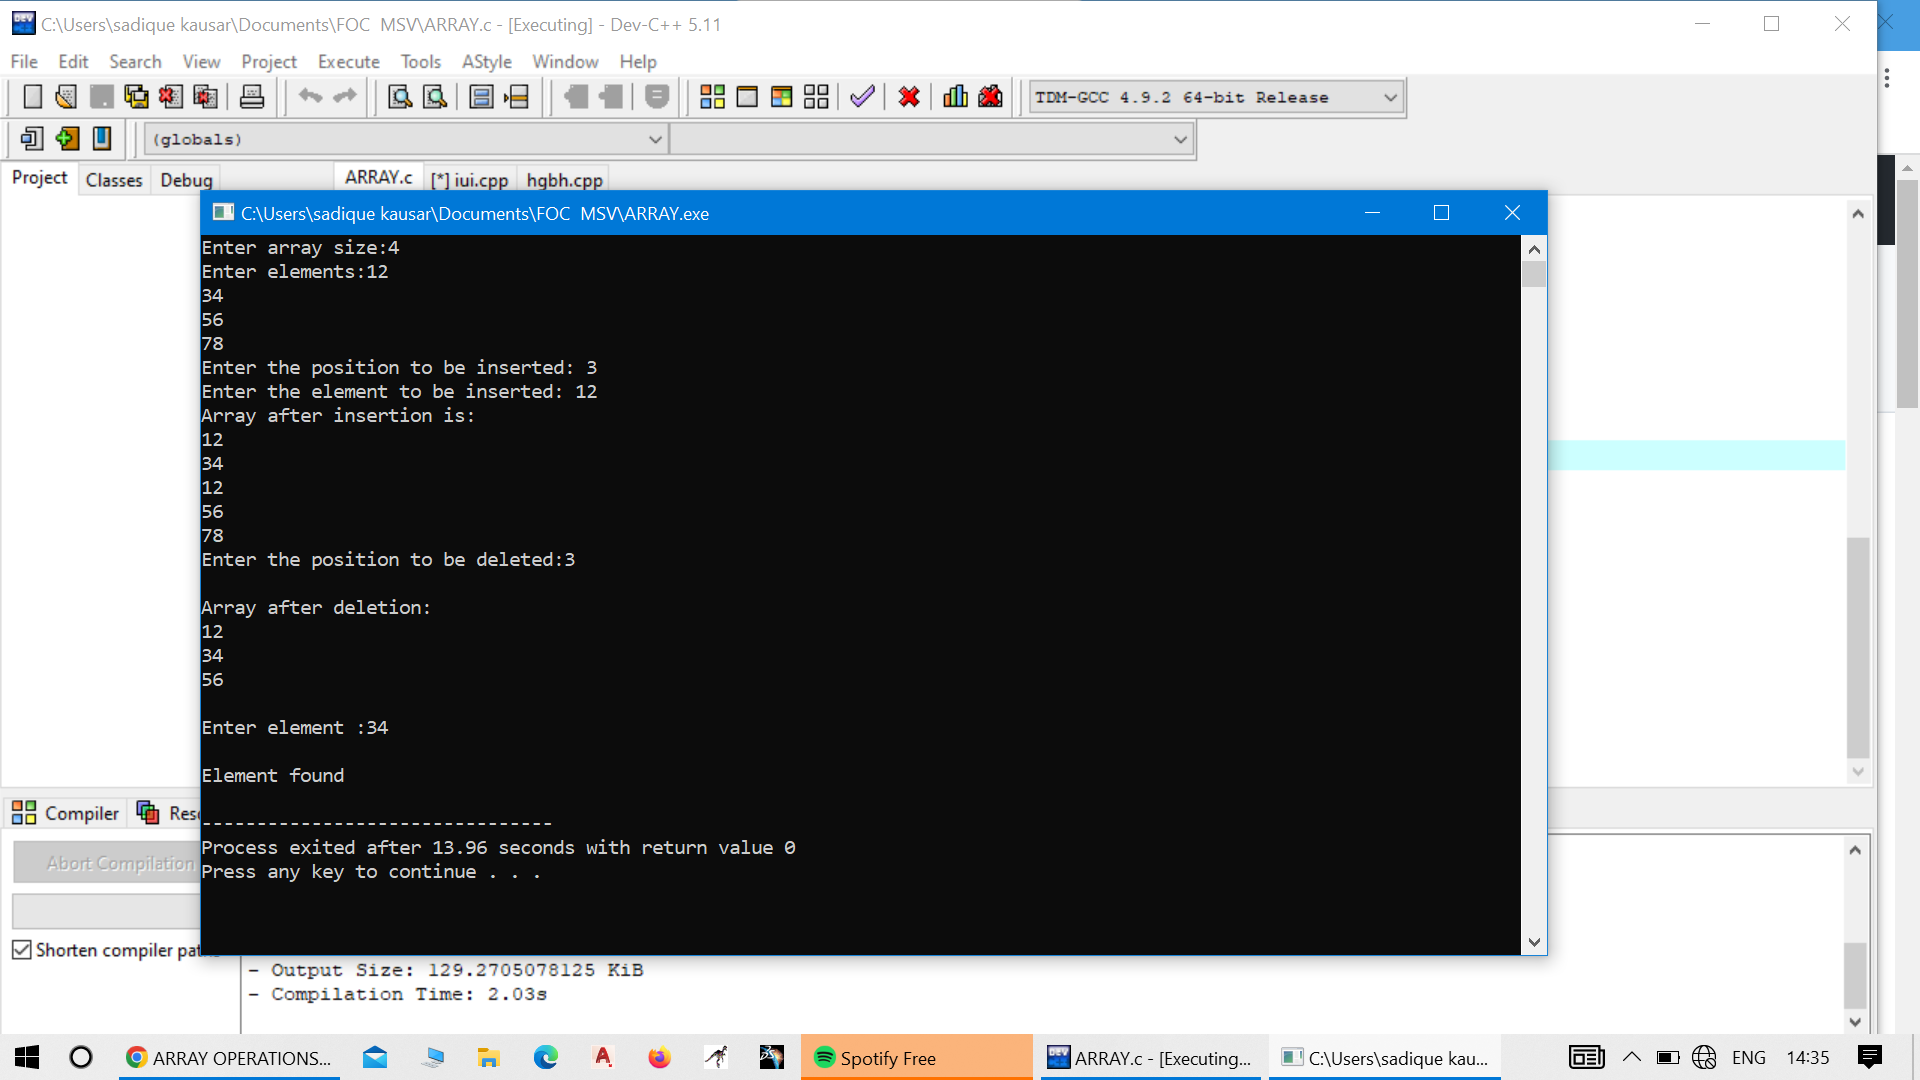 C:\Users\sadique kausar\Documents\FOC  MSV\ARRAY.c - [Executing] - Dev-C++ 5.11
File Edit Search View Project Execute Tools AStyle Window Help
TDM-GCC 4.9.2 64-bit Release
(globals)
Project Classes Debug ARRAY.c [*] iui.cpp hgbh.cpp
C:\Users\sadique kausar\Documents\FOC  MSV\ARRAY.exe
Enter array size:4
Enter elements:12
34
56
78
Enter the position to be inserted: 3
Enter the element to be inserted: 12
Array after insertion is:
12
34
12
56
78
Enter the position to be deleted:3
Array after deletion:
12
34
56
Enter element :34
Element found
--------------------------------
Process exited after 13.96 seconds with return value 0
Press any key to continue . . .
Compiler
Abort Compilation
Shorten compiler
- Output Size: 129.2705078125 KiB
- Compilation Time: 2.03s
ARRAY OPERATIONS... Spotify Free ARRAY.c - [Executing... C:\Users\sadique kau... ENG 14:35